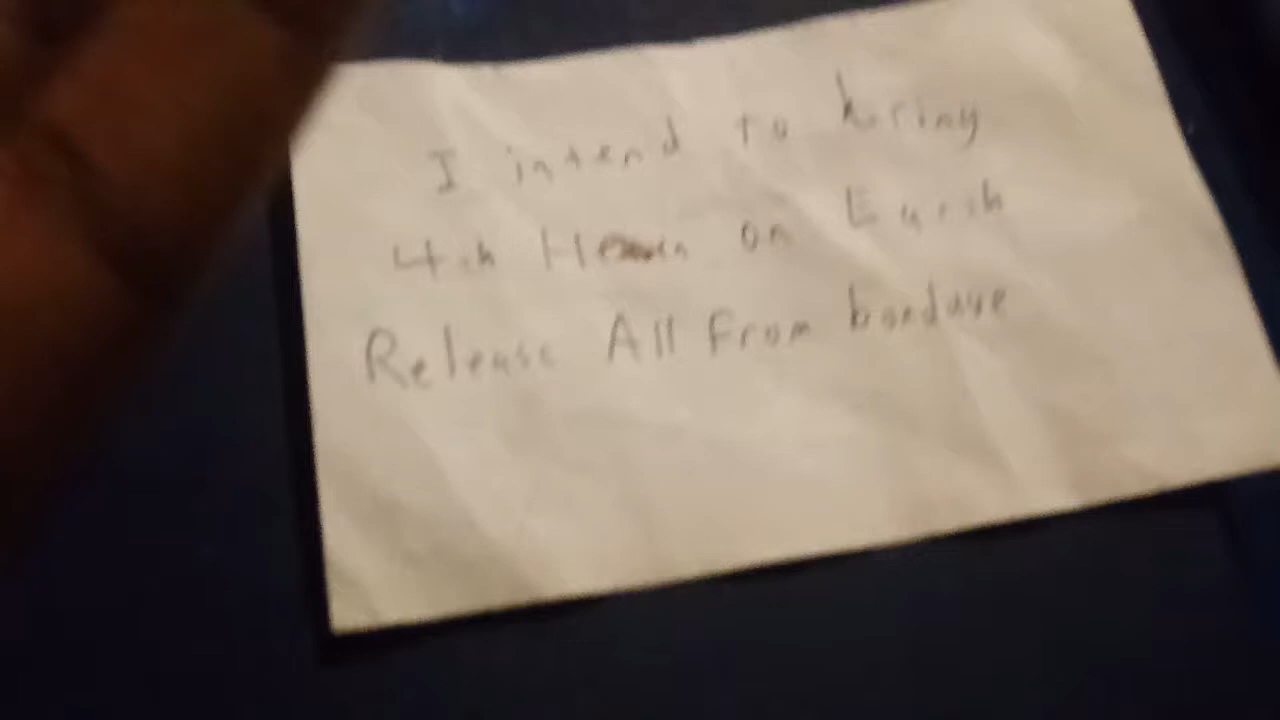 I intend to bring
4th Heaven on Earth
Release All From bondage